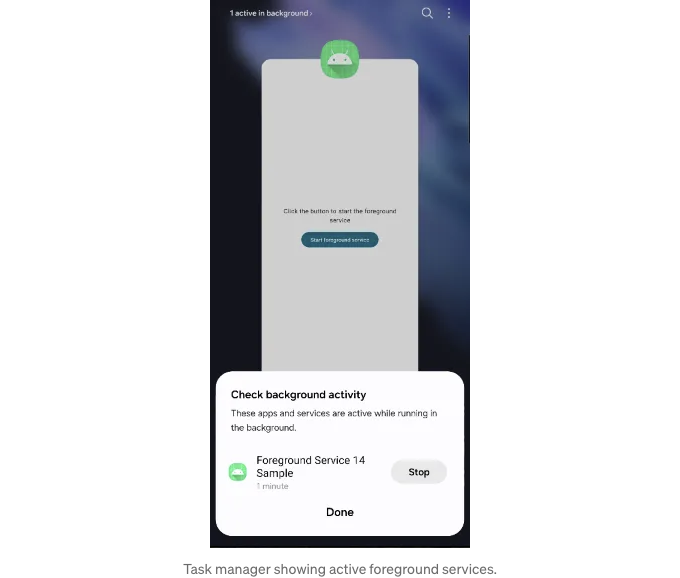 1 active in background ›
Click the button to start the foreground
service
Start foreground service
Check background activity
These apps and services are active while running in
the background.
Foreground Service 14
Sample
1 minute
Stop
Done
Task manager showing active foreground services.